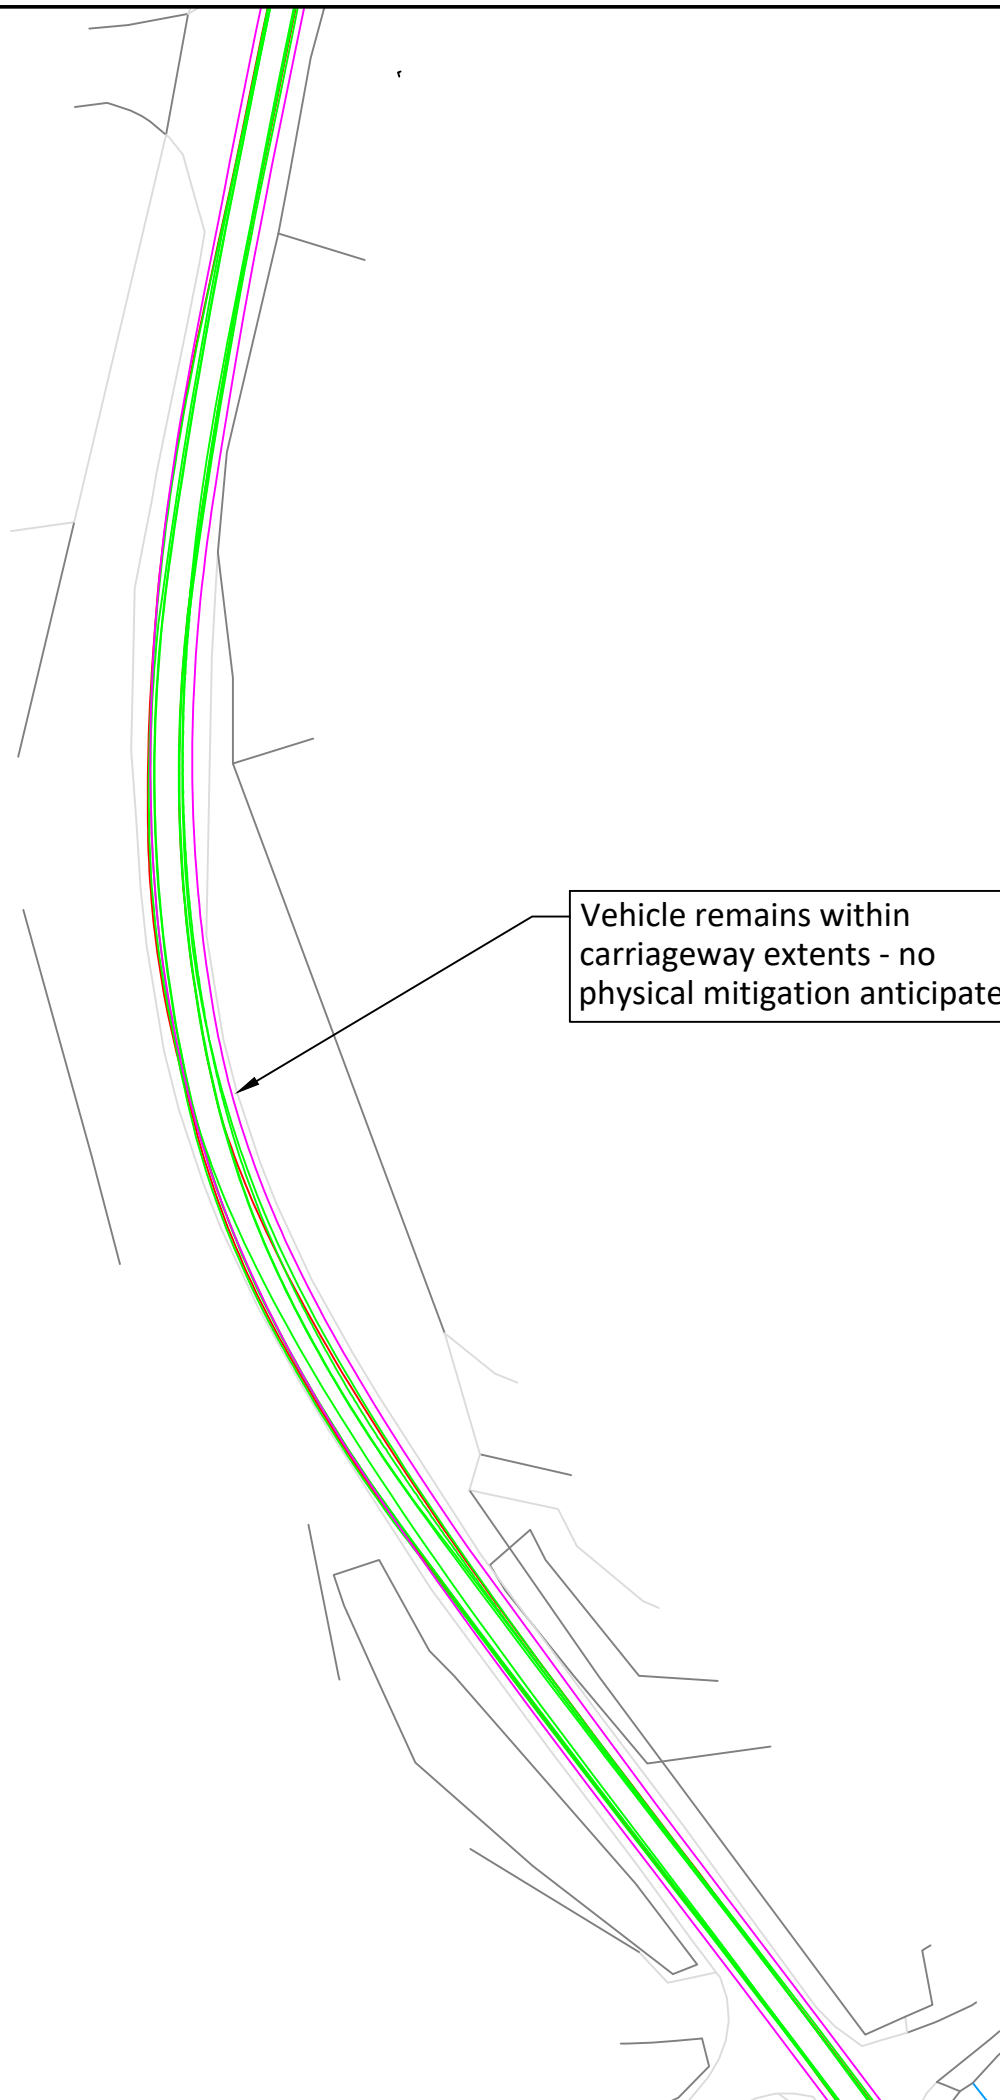 Vehicle remains within
carriageway extents - no
physical mitigation anticipate